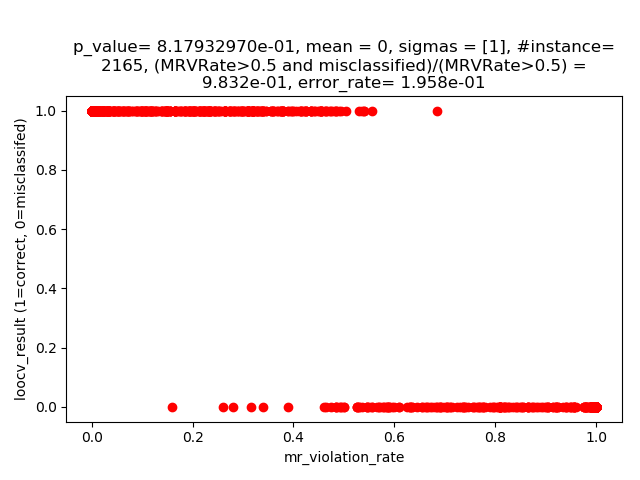 p_value= 8.17932970e-01, mean = 0, sigmas = [1], #instance=
2165, (MRVRate>0.5 and misclassified)/(MRVRate>0.5) =
9.832e-01, error_rate= 1.958e-01
1.0
0.8
0.6
0.4
0.2
0.0
loocv_result (1=correct, 0=misclassifed)
0.0 0.2 0.4 0.6 0.8 1.0
mr_violation_rate